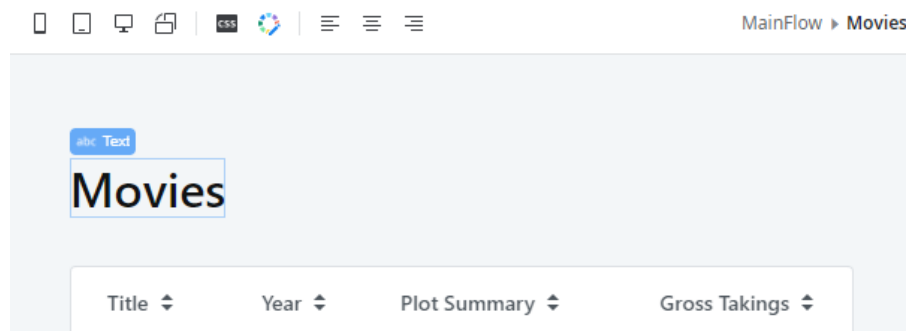 css MainFlow Movies
abc Text
Movies
Title Year Plot Summary Gross Takings